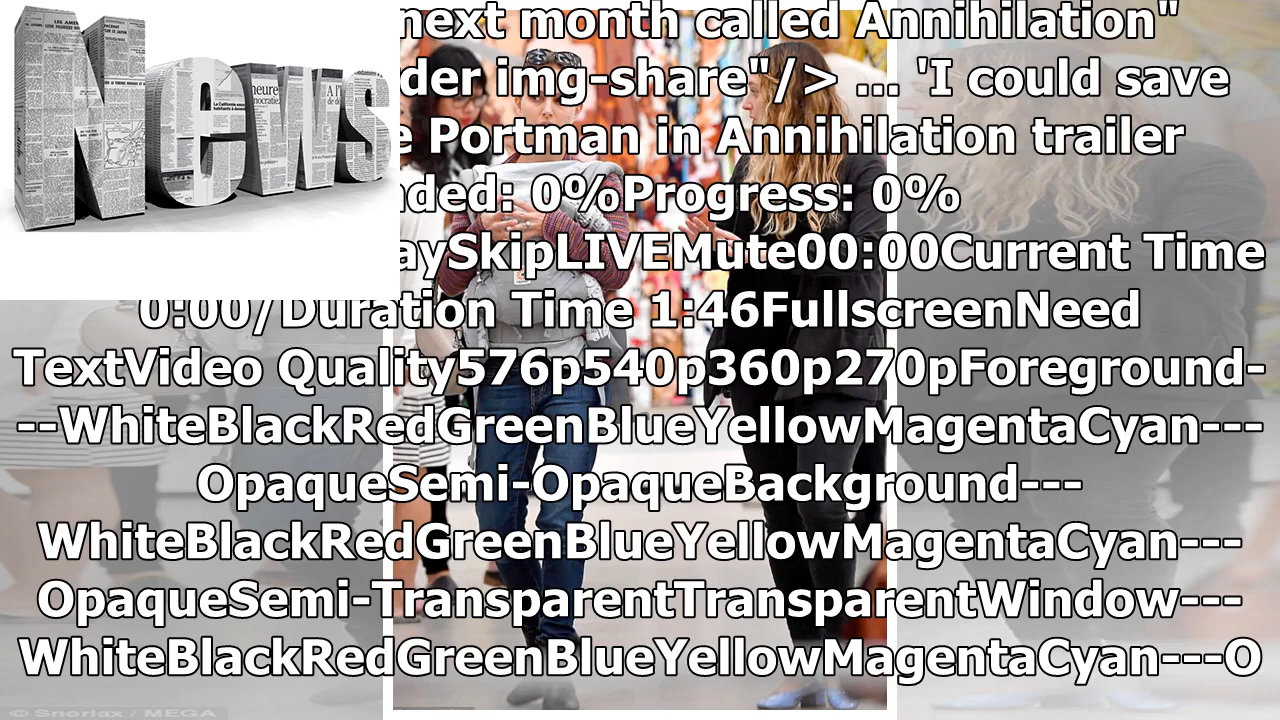 NEWS
next month called Annihilation"
der img-share"/> ... 'I could save
e Portman in Annihilation trailer
ded: 0%Progress: 0%
aySkipLIVEMute00:00Current Time
0:00/Duration Time 1:46FullscreenNeed
TextVideo Quality576p540p360p270pForeground-
--WhiteBlackRedGreenBlueYellowMagentaCyan---
OpaqueSemi-OpaqueBackground---
WhiteBlackRedGreenBlueYellowMagentaCyan---
OpaqueSemi-TransparentTransparentWindow---
WhiteBlackRedGreenBlueYellowMagentaCyan---O
© Snorlax / MEGA